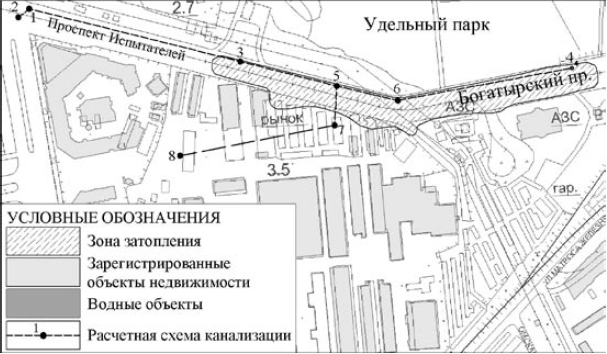 2.7
Удельный парк
2
1
Проспект Испытателей
3
4
5
6
Богатырский пр.
АЗС
АЗС
рынок
7
8
3.5
гар.
УСЛОВНЫЕ ОБОЗНАЧЕНИЯ
Зона затопления
Зарегистрированные
объекты недвижимости
Водные объекты
1
Расчетная схема канализации